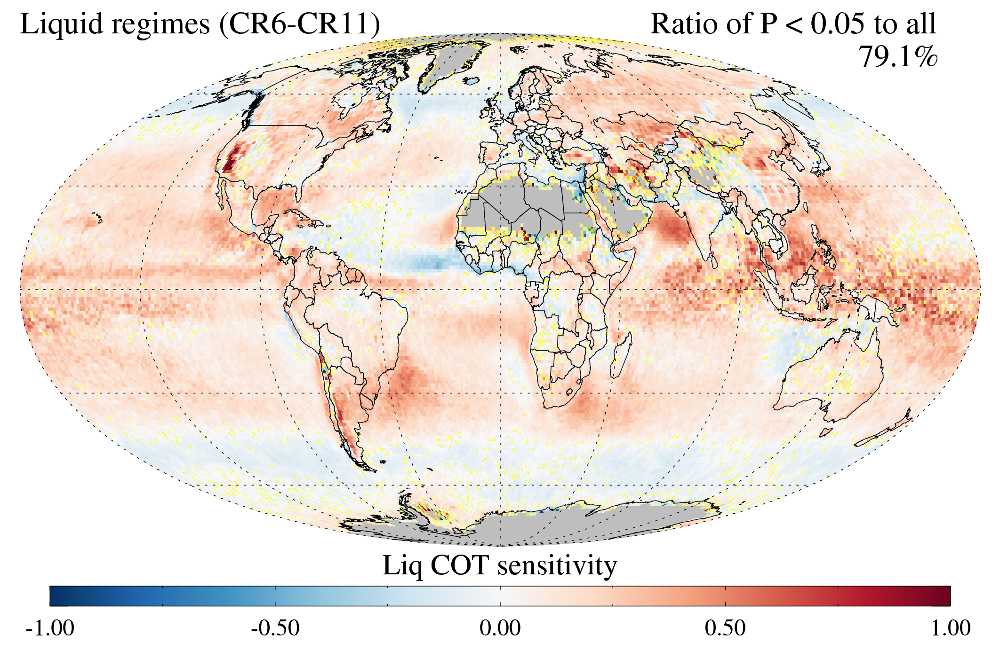 Liquid regimes (CR6-CR11)
Ratio of P < 0.05 to all
79.1%
Liq COT sensitivity
-1.00 -0.50 0.00 0.50 1.00